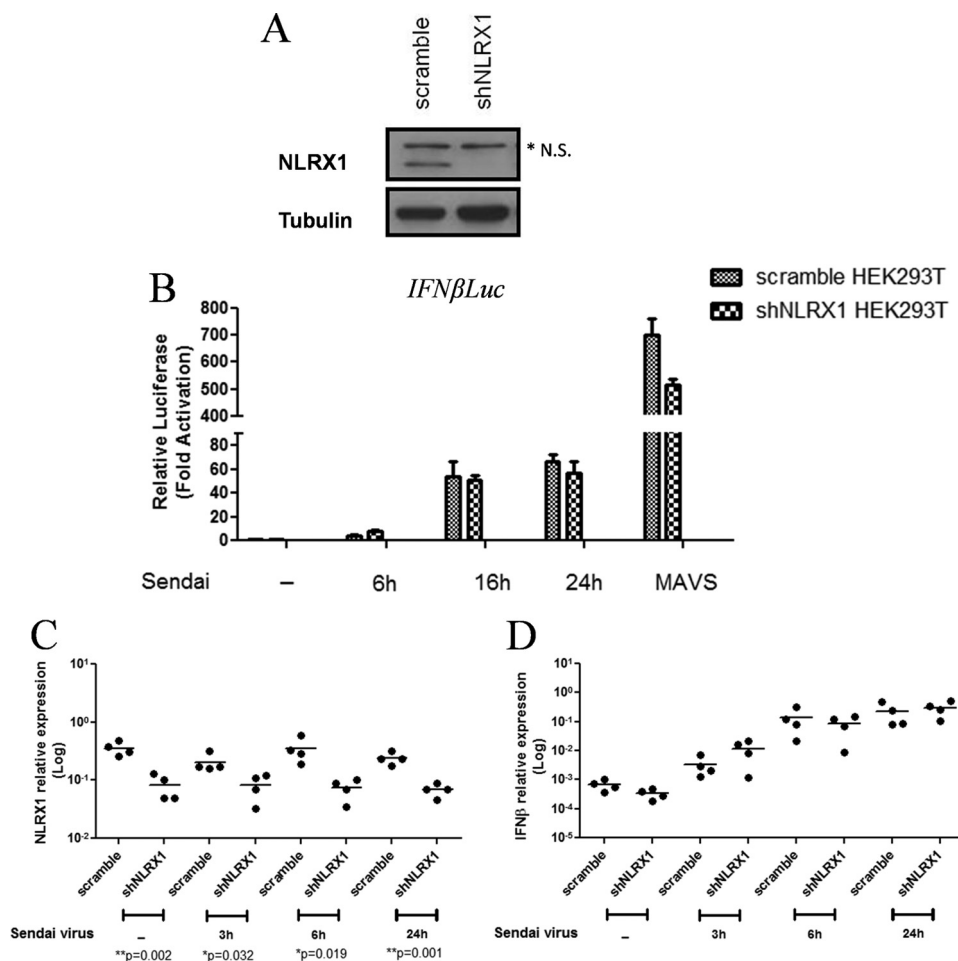 A
scramble
shNLRX1
NLRX1
* N.S.
Tubulin
B
IFNβLuc
scramble HEK293T
shNLRX1 HEK293T
Relative Luciferase
(Fold Activation)
800
700
600
500
400
80
60
40
20
0
Sendai – 6h 16h 24h MAVS
C
NLRX1 relative expression
(Log)
10¹
10⁰
10⁻¹
10⁻²
scramble shNLRX1 scramble shNLRX1 scramble shNLRX1 scramble shNLRX1
Sendai virus – 3h 6h 24h
**p=0.002 *p=0.032 *p=0.019 **p=0.001
D
IFNβ relative expression
(Log)
10¹
10⁰
10⁻¹
10⁻²
10⁻³
10⁻⁴
10⁻⁵
scramble shNLRX1 scramble shNLRX1 scramble shNLRX1 scramble shNLRX1
Sendai virus – 3h 6h 24h